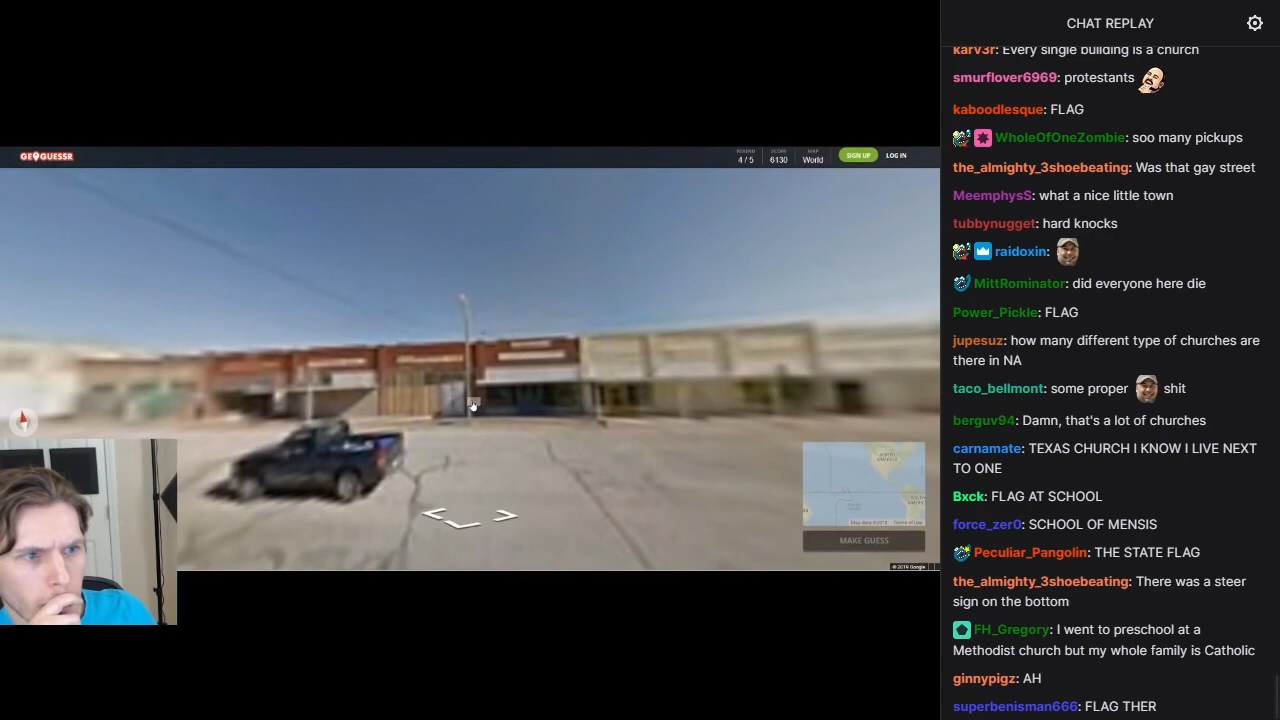 CHAT REPLAY
karv3r: Every single building is a church
smurflover6969: protestants
kaboodlesque: FLAG
WholeOfOneZombie: soo many pickups
the_almighty_3shoebeating: Was that gay street
MeemphysS: what a nice little town
tubbynugget: hard knocks
raidoxin:
MittRominator: did everyone here die
Power_Pickle: FLAG
jupesuz: how many different type of churches are
there in NA
taco_bellmont: some proper shit
berguv94: Damn, that's a lot of churches
carnamate: TEXAS CHURCH I KNOW I LIVE NEXT
TO ONE
Bxck: FLAG AT SCHOOL
force_zer0: SCHOOL OF MENSIS
Peculiar_Pangolin: THE STATE FLAG
the_almighty_3shoebeating: There was a steer
sign on the bottom
FH_Gregory: I went to preschool at a
Methodist church but my whole family is Catholic
ginnypigz: AH
superbenisman666: FLAG THER
GEOGUESSR
ROUND SCORE MAP
4 / 5 6130 World SIGN UP LOG IN
MAKE GUESS